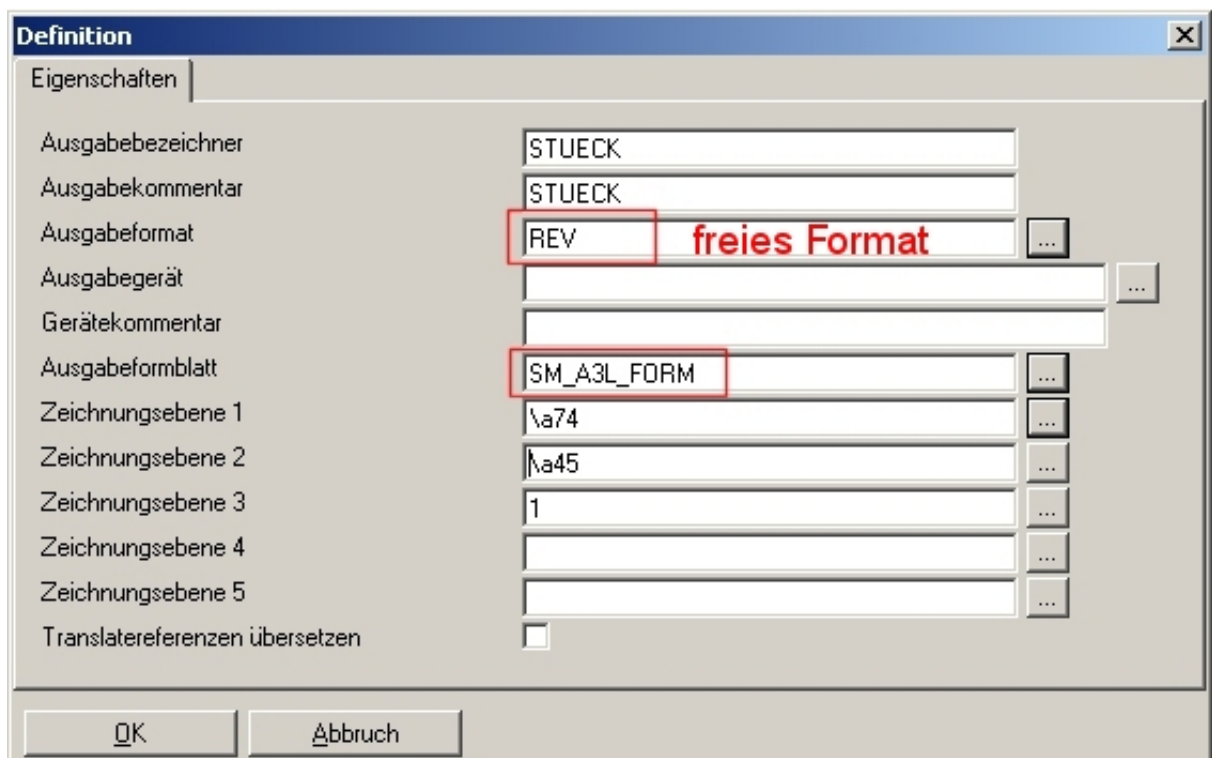 Definition
Eigenschaften
Ausgabebezeichner STUECK
Ausgabekommentar STUECK
Ausgabeformat REV freies Format ...
Ausgabegerät ...
Gerätekommentar
Ausgabeformblatt SM_A3L_FORM ...
Zeichnungsebene 1 \a74 ...
Zeichnungsebene 2 \a45 ...
Zeichnungsebene 3 1 ...
Zeichnungsebene 4 ...
Zeichnungsebene 5 ...
Translatereferenzen übersetzen
OK Abbruch